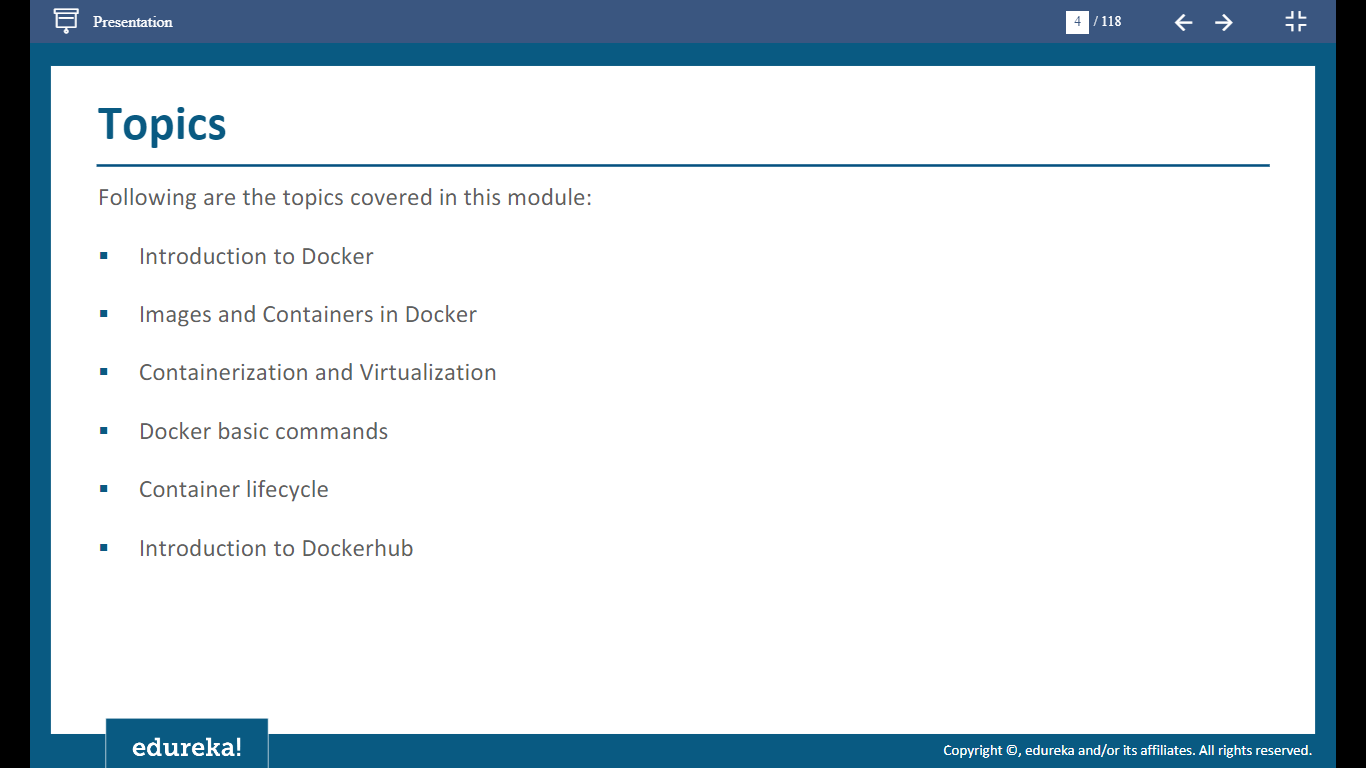 Presentation
4 / 118
Topics
Following are the topics covered in this module:
▪ Introduction to Docker
▪ Images and Containers in Docker
▪ Containerization and Virtualization
▪ Docker basic commands
▪ Container lifecycle
▪ Introduction to Dockerhub
edureka!
Copyright ©, edureka and/or its affiliates. All rights reserved.